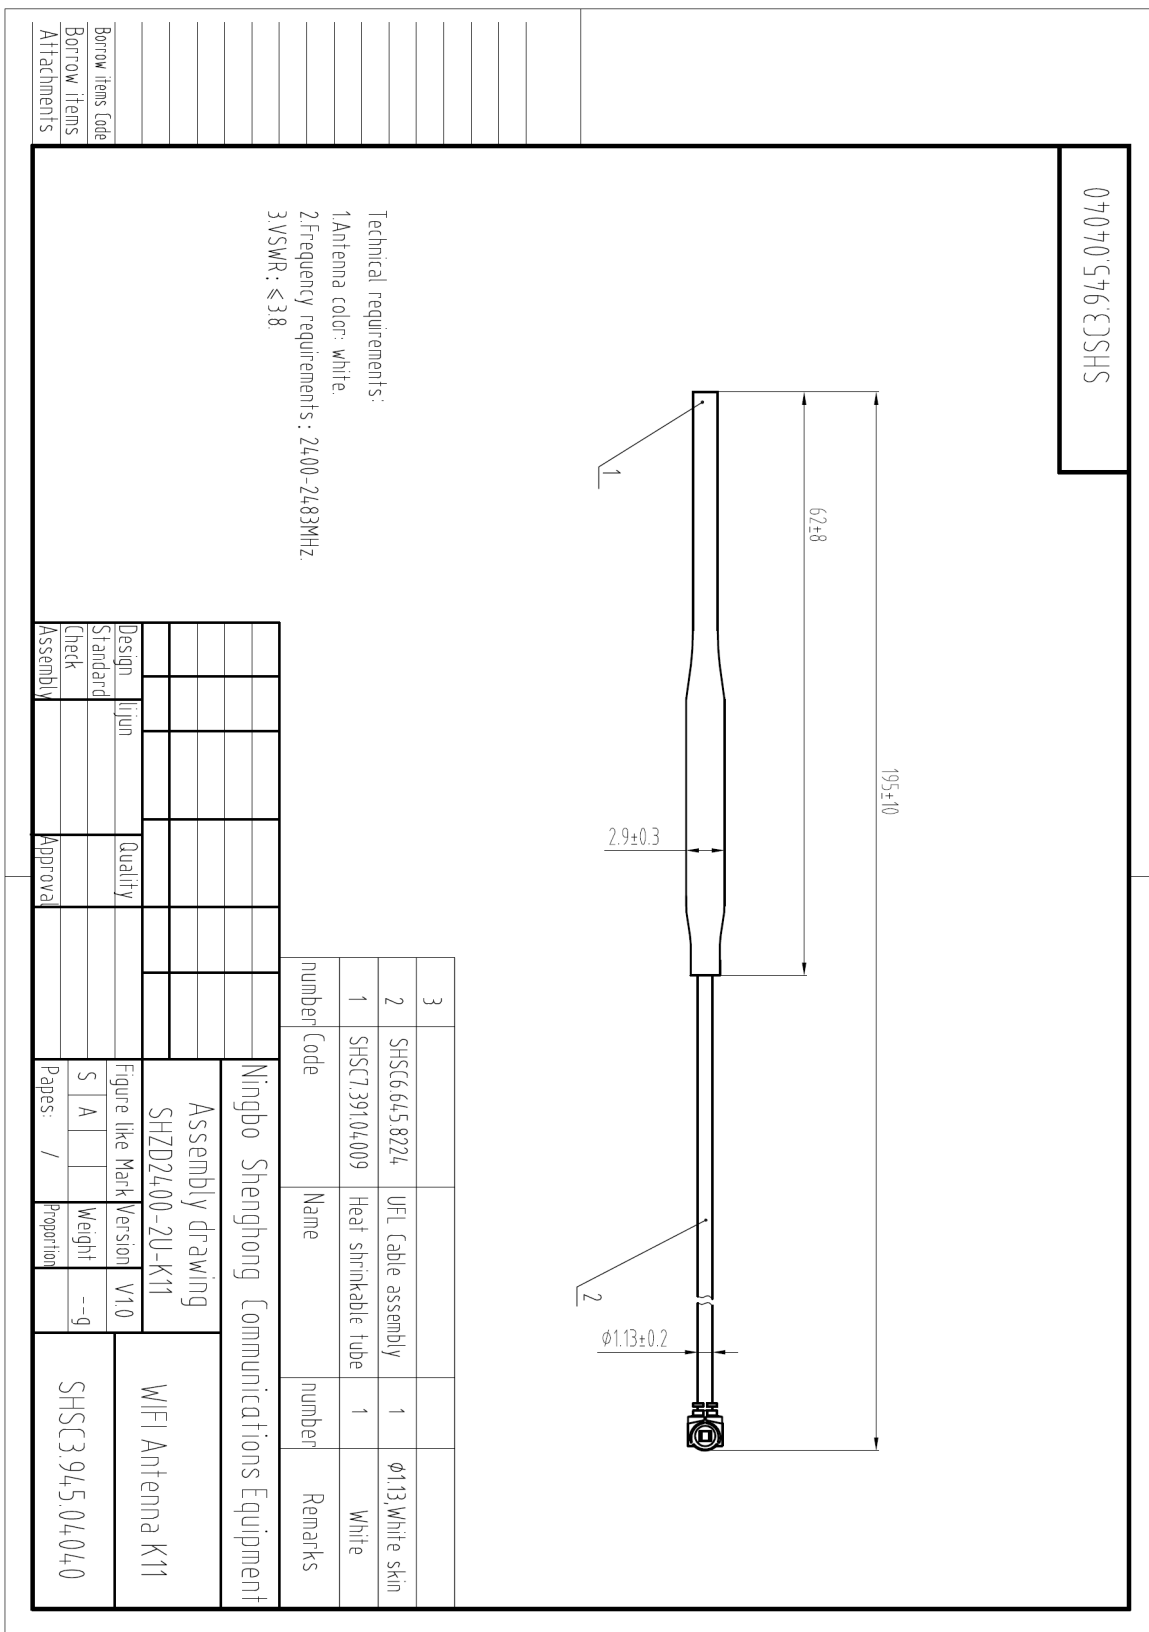 SHSC3.945.04040
Borrow items Code
Borrow items
Attachments
195±10
62±8
2.9±0.3
φ1.13±0.2
1
2
Technical requirements:
1.Antenna color: white.
2.Frequency requirements: 2400-2483MHz.
3.VSWR: ≤3.8.
3
2 SHSC6.645.8224 UFL Cable assembly 1 φ1.13,White skin
1 SHSC7.391.04009 Heat shrinkable tube 1 White
number Code Name number Remarks
Ningbo Shenghong Communications Equipment
Assembly drawing
SHZD2400-2U-K11
WIFI Antenna K11
Design lijun Quality
Standard
Check
Assembly Approval
Figure like Mark Version V1.0
S A Weight --g
Papes: / Proportion
SHSC3.945.04040